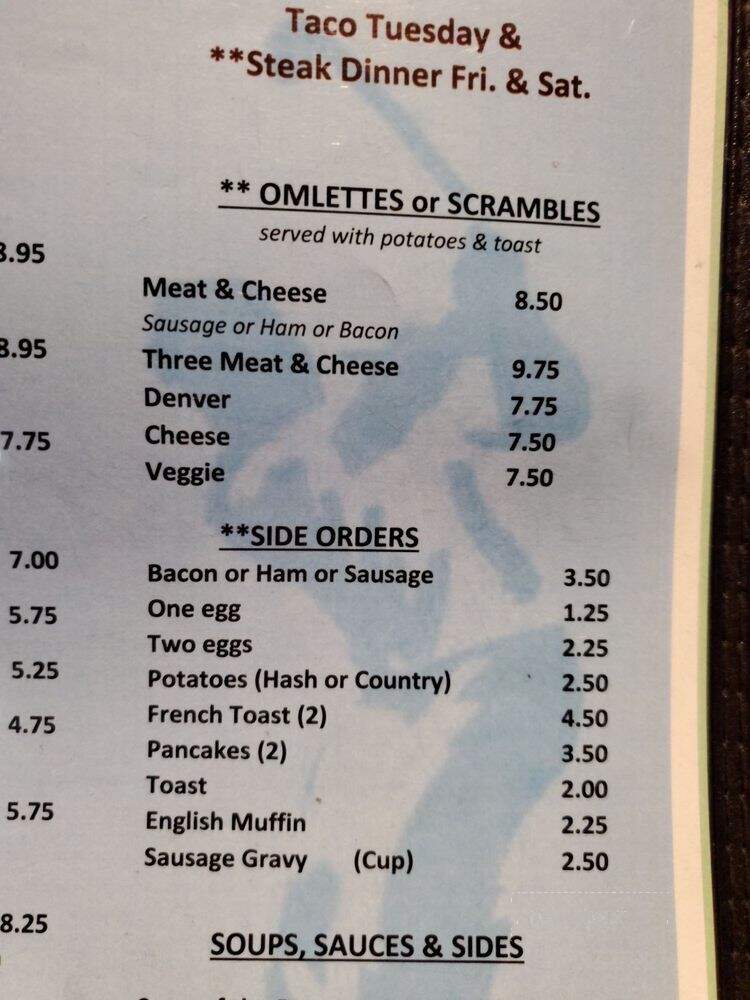 Taco Tuesday &
**Steak Dinner Fri. & Sat.
** OMLETTES or SCRAMBLES
served with potatoes & toast
Meat & Cheese 8.50
Sausage or Ham or Bacon
Three Meat & Cheese 9.75
Denver 7.75
Cheese 7.50
Veggie 7.50
**SIDE ORDERS
Bacon or Ham or Sausage 3.50
One egg 1.25
Two eggs 2.25
Potatoes (Hash or Country) 2.50
French Toast (2) 4.50
Pancakes (2) 3.50
Toast 2.00
English Muffin 2.25
Sausage Gravy (Cup) 2.50
SOUPS, SAUCES & SIDES
8.95
8.95
7.75
7.00
5.75
5.25
4.75
5.75
8.25